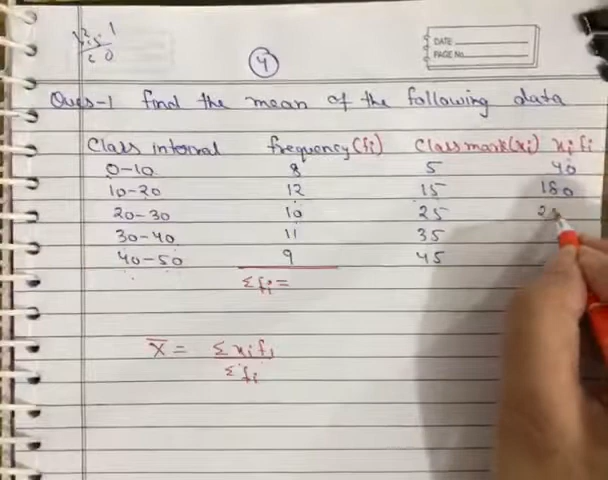 ④
DATE
PAGE No.
Ques-1 find the mean of the following data
Class interval frequency(fi) Class mark(xi) xifi
0-10 8 5 40
10-20 12 15 180
20-30 10 25 2
30-40 11 35
40-50 9 45
Σfi=
x̄ = Σxifi
Σfi